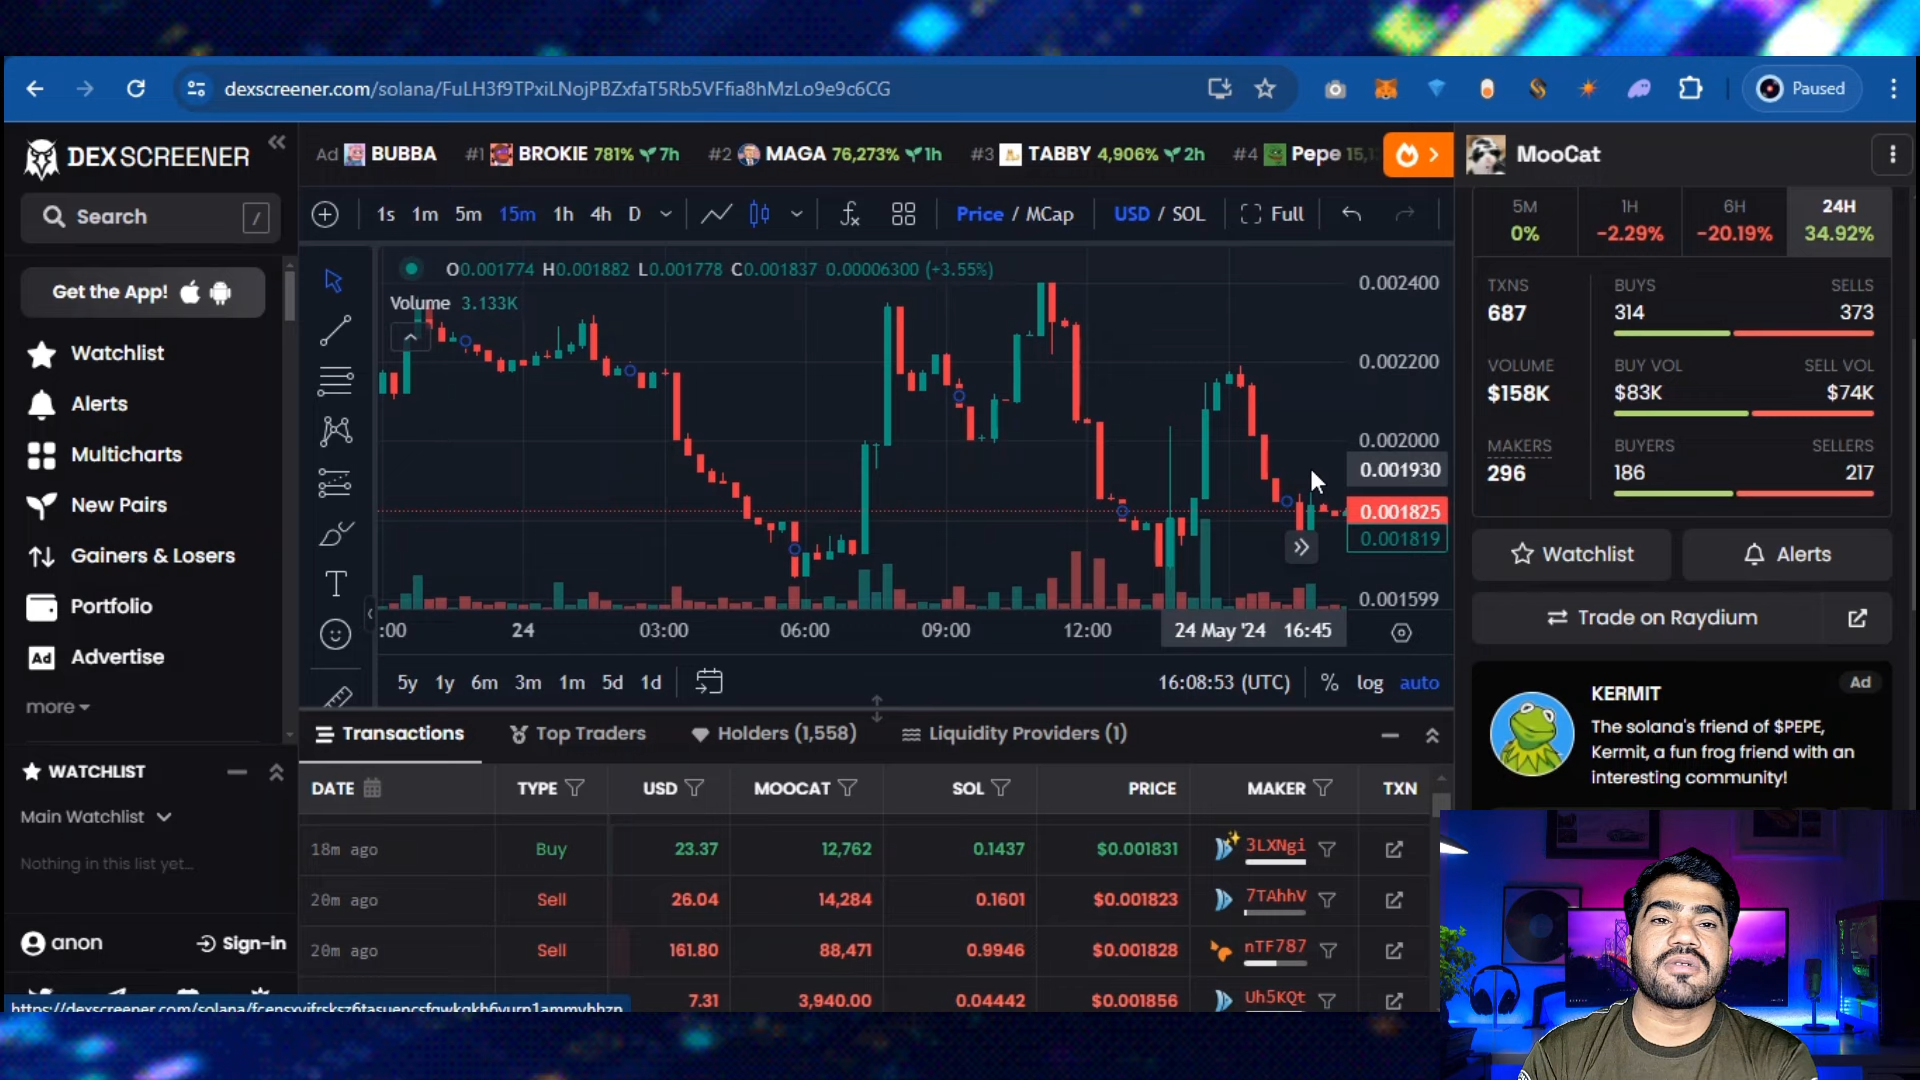 dexscreener.com/solana/FuLH3f9TPxiLNojPBZxfaT5Rb5VFfia8hMzLo9e9c6CG
Paused
DEX SCREENER
Search /
Get the App!
Watchlist
Alerts
Multicharts
New Pairs
Gainers & Losers
Portfolio
Ad Advertise
more
WATCHLIST
Main Watchlist
Nothing in this list yet...
anon Sign-in
Ad BUBBA #1 BROKIE 781% 7h #2 MAGA 76,273% 1h #3 TABBY 4,906% 2h #4 Pepe
1s 1m 5m 15m 1h 4h D Price / MCap USD / SOL Full
O0.001774 H0.001882 L0.001778 C0.001837 0.00006300 (+3.55%)
Volume 3.133K
0.002400
0.002200
0.002000
0.001930
0.001825
0.001819
0.001599
:00 24 03:00 06:00 09:00 12:00 24 May '24 16:45
5y 1y 6m 3m 1m 5d 1d 16:08:53 (UTC) % log auto
Transactions Top Traders Holders (1,558) Liquidity Providers (1)
DATE TYPE USD MOOCAT SOL PRICE MAKER TXN
18m ago Buy 23.37 12,762 0.1437 $0.001831 3LXNgi
20m ago Sell 26.04 14,284 0.1601 $0.001823 7TAhhV
20m ago Sell 161.80 88,471 0.9946 $0.001828 nTF787
7.31 3,940.00 0.04442 $0.001856 Uh5KQt
MooCat
5M 1H 6H 24H
0% -2.29% -20.19% 34.92%
TXNS BUYS SELLS
687 314 373
VOLUME BUY VOL SELL VOL
$158K $83K $74K
MAKERS BUYERS SELLERS
296 186 217
Watchlist Alerts
Trade on Raydium
Ad
KERMIT
The solana's friend of $PEPE,
Kermit, a fun frog friend with an
interesting community!